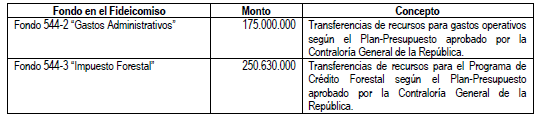 Fondo en el Fideicomiso Monto Concepto
Fondo 544-2 “Gastos Administrativos” 175.000.000 Transferencias de recursos para gastos operativos
según el Plan-Presupuesto aprobado por la
Contraloría General de la República.
Fondo 544-3 “Impuesto Forestal” 250.630.000 Transferencias de recursos para el Programa de
Crédito Forestal según el Plan-Presupuesto
aprobado por la Contraloría General de la
República.